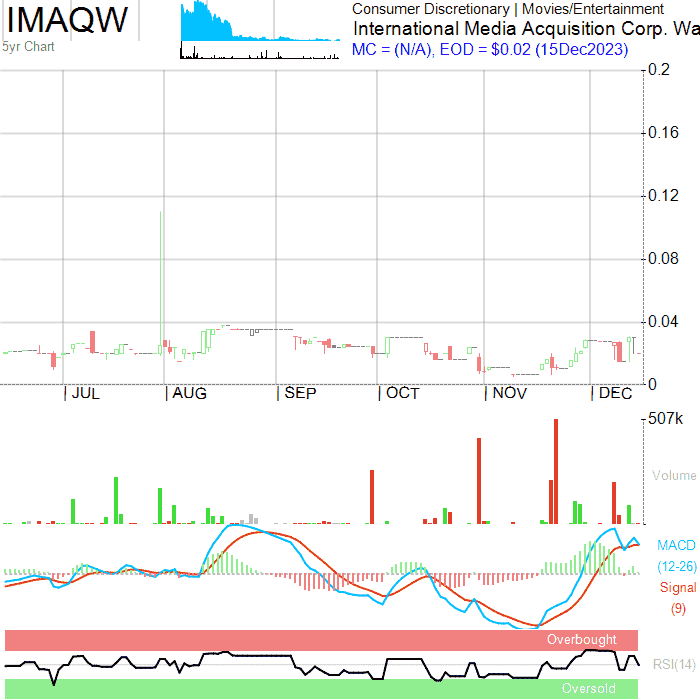 IMAQW
5yr Chart
Consumer Discretionary | Movies/Entertainment
International Media Acquisition Corp. Wa
MC = (N/A), EOD = $0.02 (15Dec2023)
0.2
0.16
0.12
0.08
0.04
0
| JUL | AUG | SEP | OCT | NOV | DEC
507k
Volume
MACD
(12-26)
Signal
(9)
Overbought
RSI(14)
Oversold